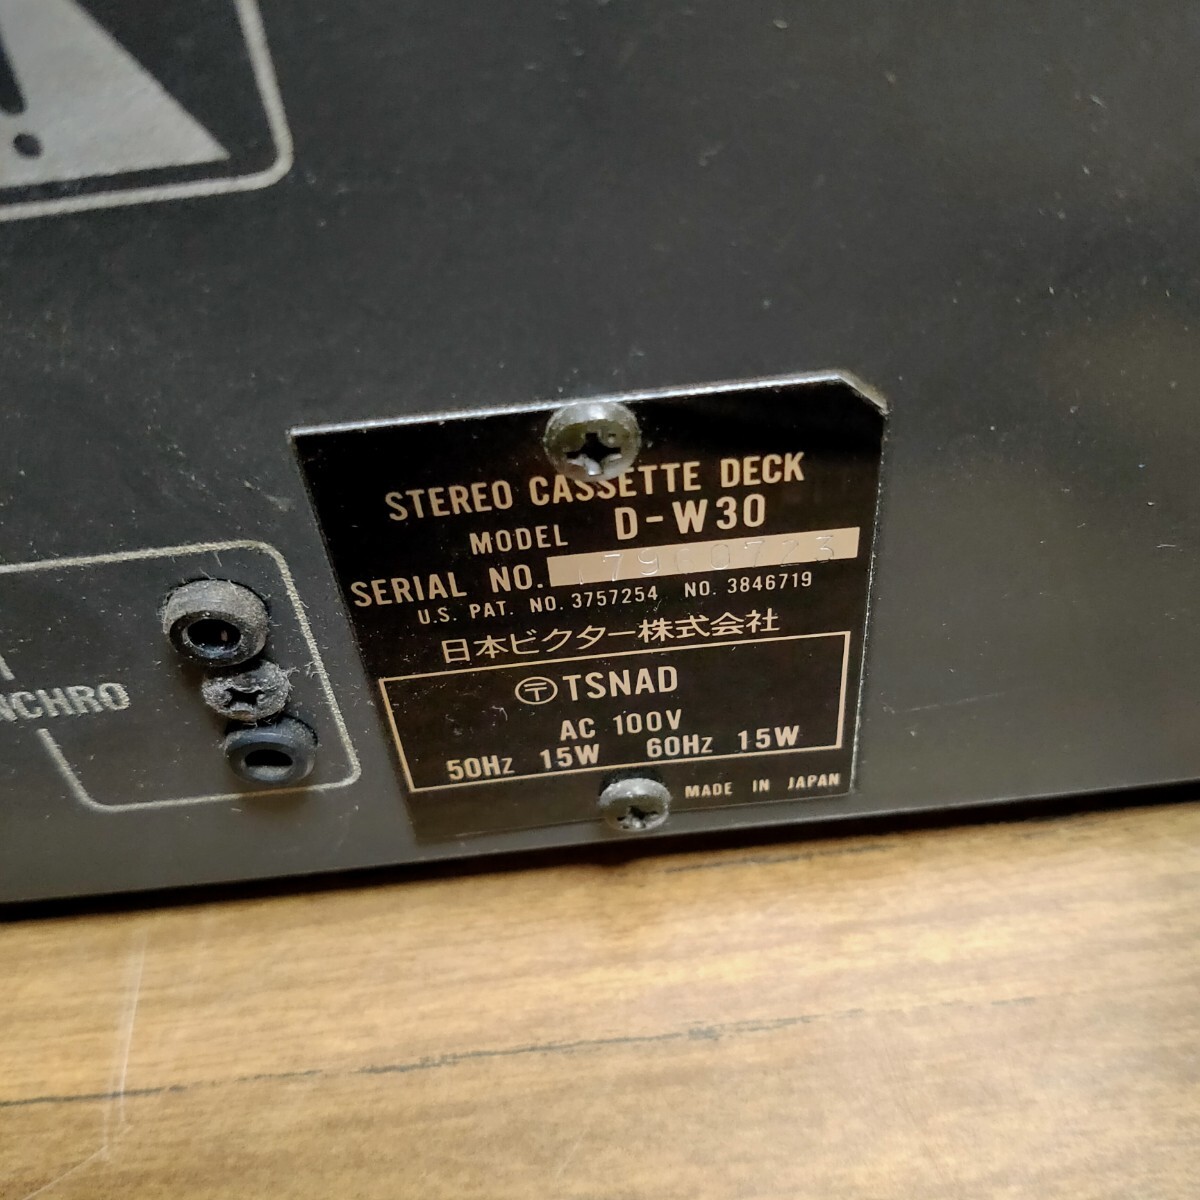 STEREO CASSETTE DECK
MODEL D-W30
SERIAL NO.
U.S. PAT. NO. 3757254 NO. 3846719
日本ビクター株式会社
〶TSNAD
AC 100V
50Hz 15W 60Hz 15W
MADE IN JAPAN